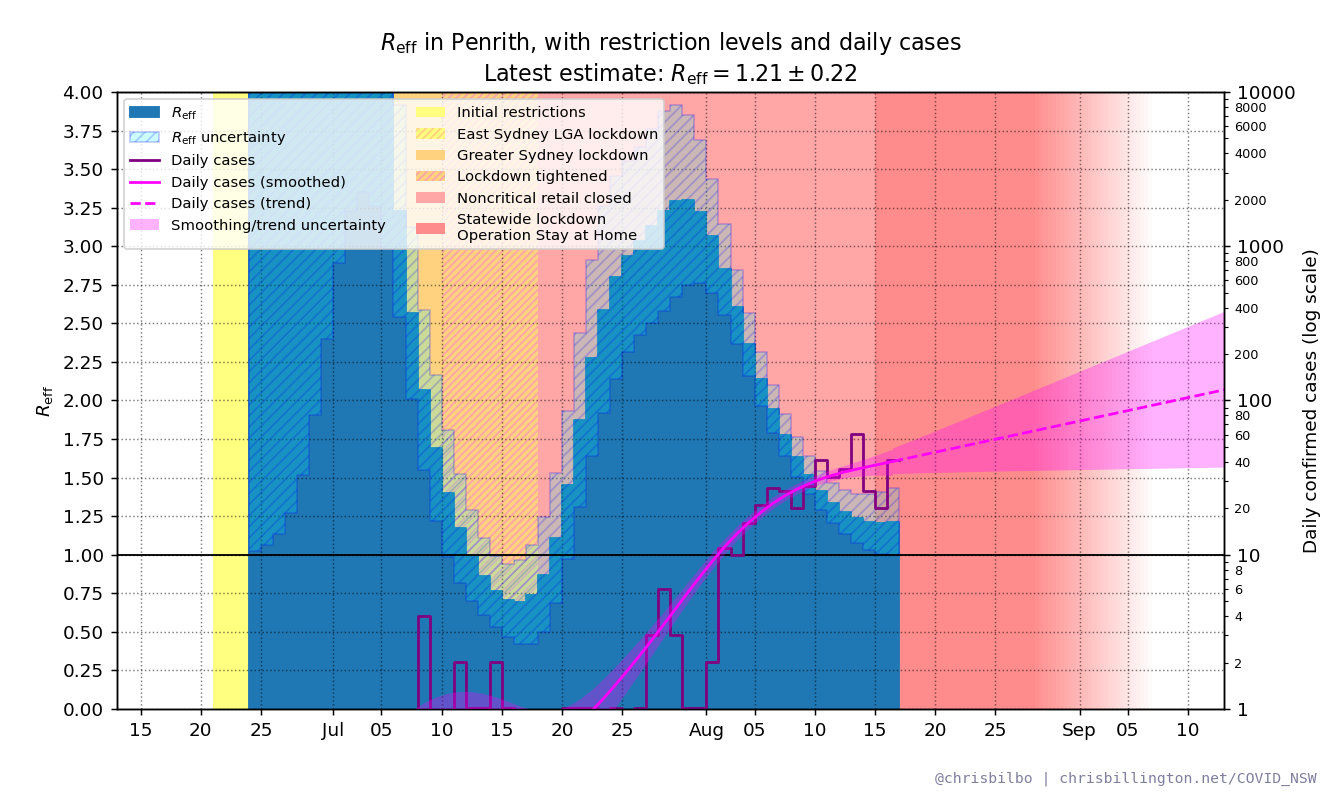 Reff in Penrith, with restriction levels and daily cases
Latest estimate: Reff = 1.21 ± 0.22
Reff
Reff uncertainty
Daily cases
Daily cases (smoothed)
Daily cases (trend)
Smoothing/trend uncertainty
Initial restrictions
East Sydney LGA lockdown
Greater Sydney lockdown
Lockdown tightened
Noncritical retail closed
Statewide lockdown
Operation Stay at Home
Reff
4.00
3.75
3.50
3.25
3.00
2.75
2.50
2.25
2.00
1.75
1.50
1.25
1.00
0.75
0.50
0.25
0.00
15 20 25 Jul 05 10 15 20 25 Aug 05 10 15 20 25 Sep 05 10
10000
8000
6000
4000
2000
1000
800
600
400
200
100
80
60
40
20
10
8
6
4
2
1
Daily confirmed cases (log scale)
@chrisbilbo | chrisbillington.net/COVID_NSW